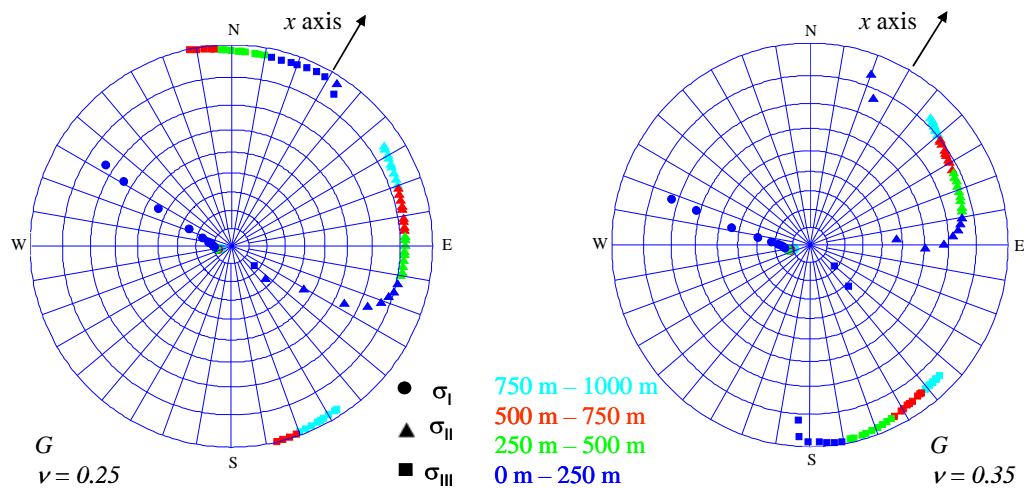 x axis
N
W
E
S
G
ν = 0.25
σI
σII
σIII
750 m – 1000 m
500 m – 750 m
250 m – 500 m
0 m – 250 m
x axis
N
W
E
S
G
ν = 0.35